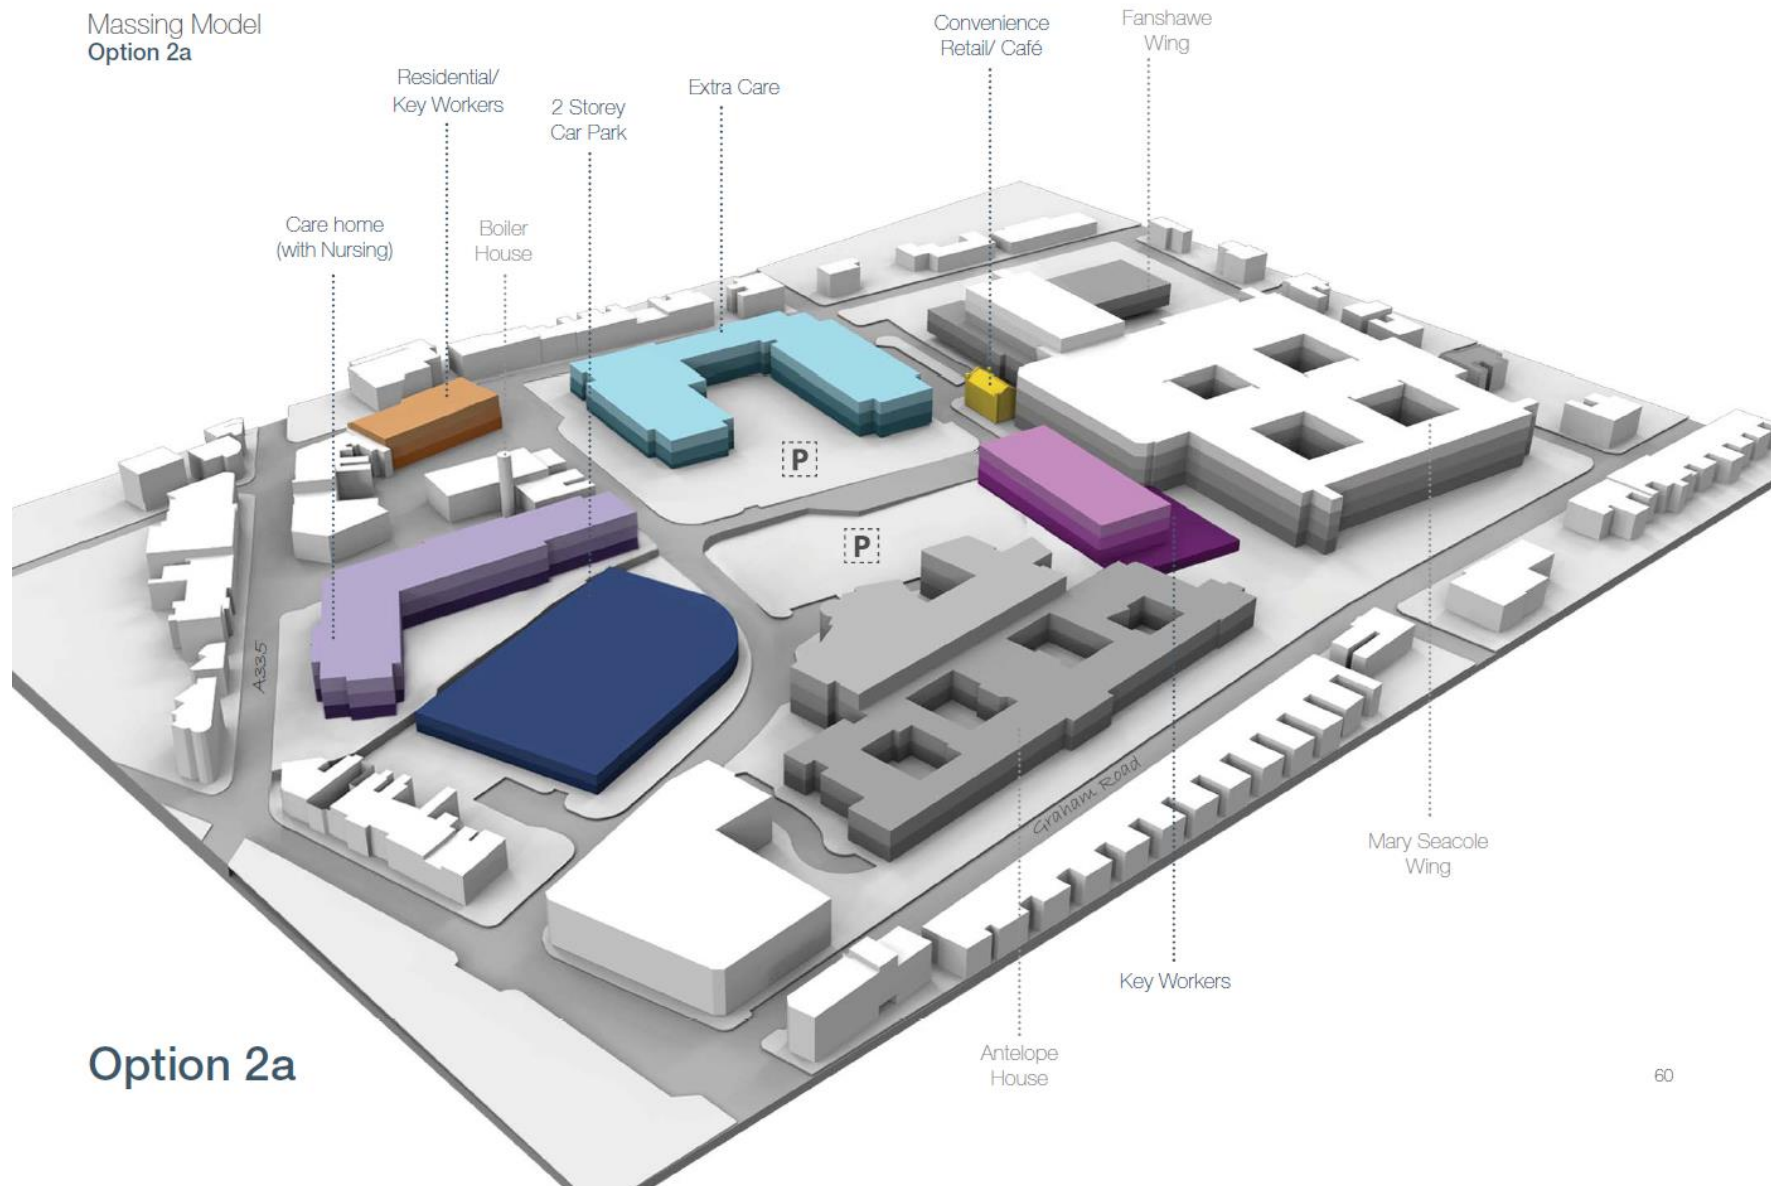 Massing Model
Option 2a
Residential/
Key Workers
2 Storey
Car Park
Extra Care
Convenience
Retail/ Café
Fanshawe
Wing
Care home
(with Nursing)
Boiler
House
P
P
A335
Graham Road
Mary Seacole
Wing
Key Workers
Antelope
House
Option 2a
60